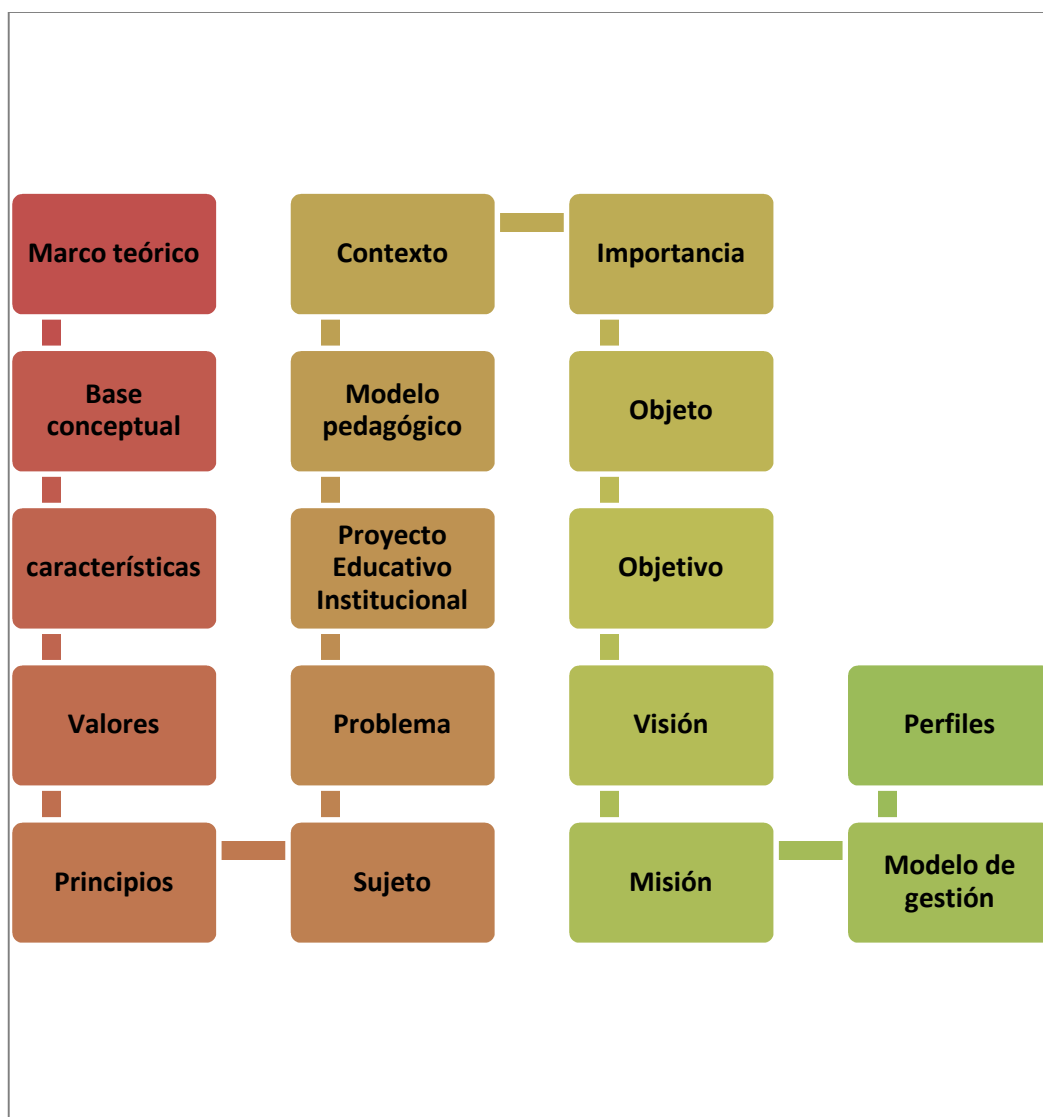 Marco teórico
Base
conceptual
características
Valores
Principios
Sujeto
Problema
Proyecto
Educativo
Institucional
Modelo
pedagógico
Contexto
Importancia
Objeto
Objetivo
Visión
Misión
Modelo de
gestión
Perfiles